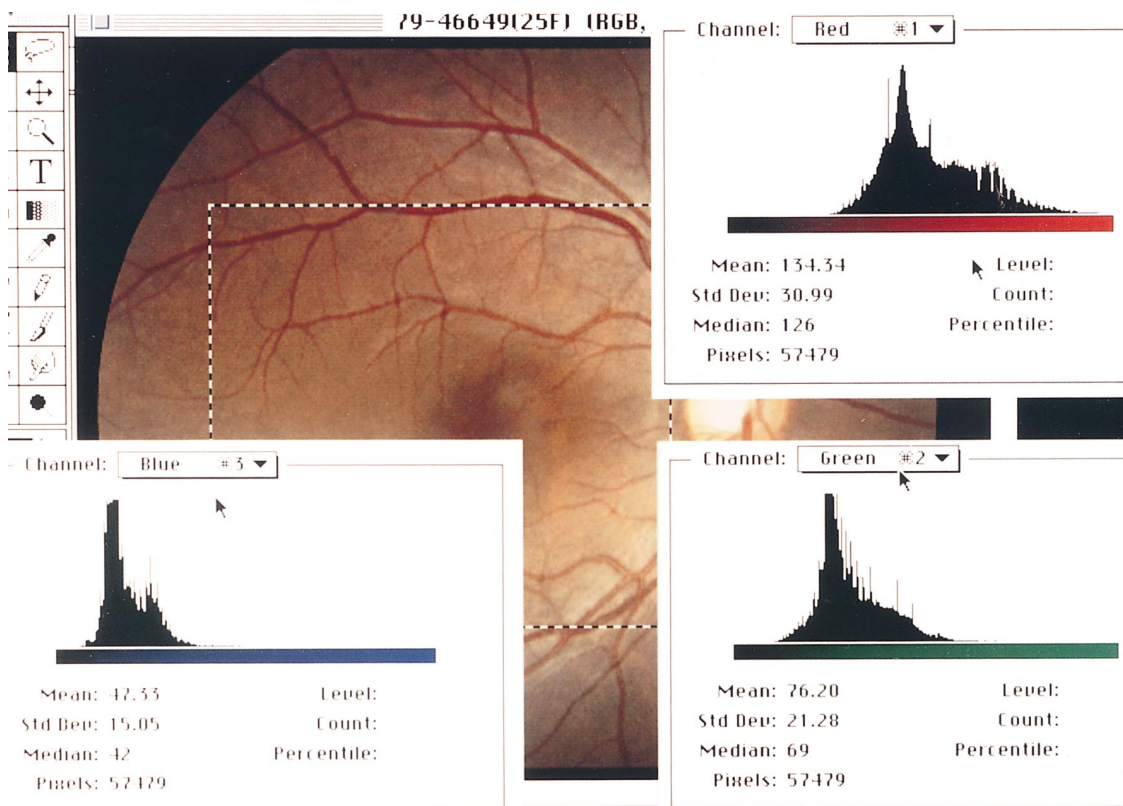 79-46649(25F) (RGB,
T
Channel: Red ⌘1
Mean: 134.34 Level:
Std Dev: 30.99 Count:
Median: 126 Percentile:
Pixels: 57479
Channel: Blue ⌘3
Mean: 47.33 Level:
Std Dev: 15.05 Count:
Median: 42 Percentile:
Pixels: 57479
Channel: Green ⌘2
Mean: 76.20 Level:
Std Dev: 21.28 Count:
Median: 69 Percentile:
Pixels: 57479